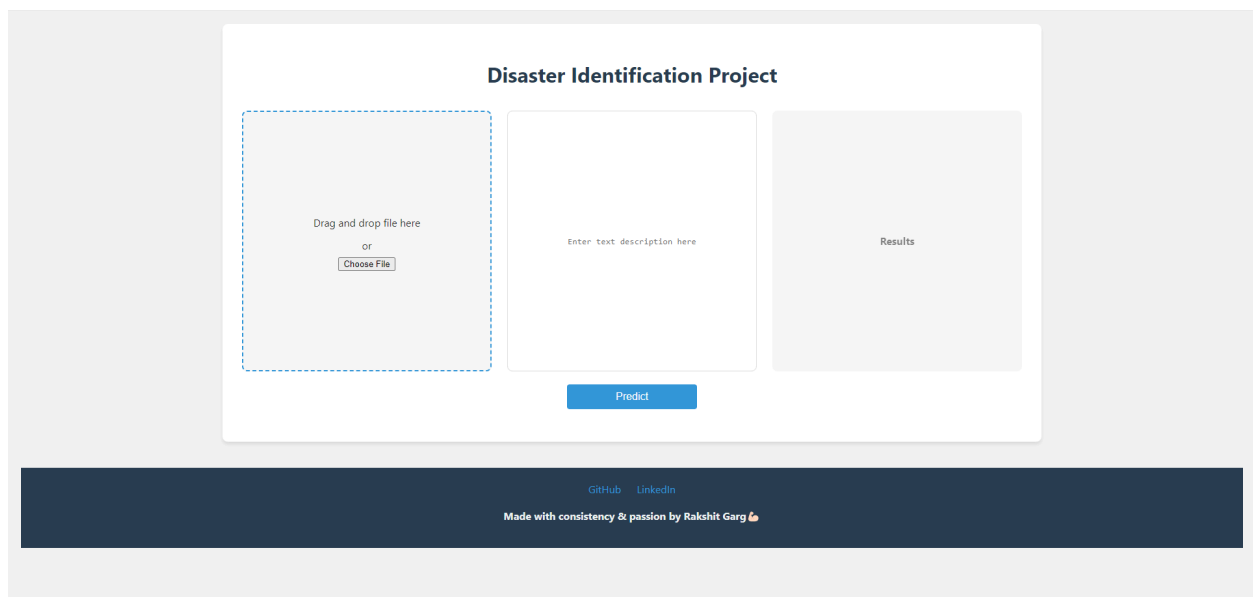 Disaster Identification Project
Drag and drop file here
or
Choose File
Enter text description here
Results
Predict
GitHub LinkedIn
Made with consistency & passion by Rakshit Garg💪🏻